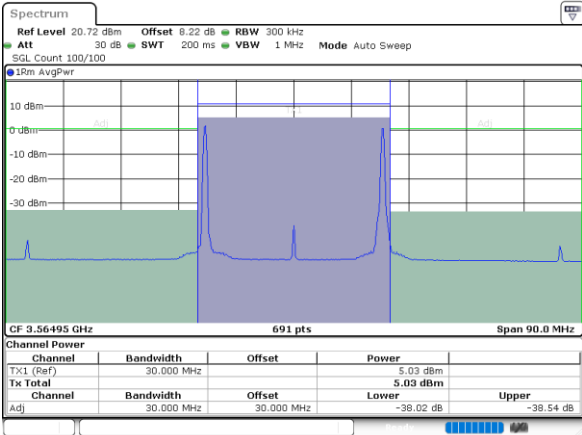 Spectrum
Ref Level 20.72 dBm Offset 8.22 dB RBW 300 kHz
Att 30 dB SWT 200 ms VBW 1 MHz Mode Auto Sweep
SGL Count 100/100
1Rm AvgPwr
10 dBm
TX1
0 dBm Adj Adj
-10 dBm
-20 dBm
-30 dBm
CF 3.56495 GHz 691 pts Span 90.0 MHz
Channel Power
Channel Bandwidth Offset Power
TX1 (Ref) 30.000 MHz 5.03 dBm
Tx Total 5.03 dBm
Channel Bandwidth Offset Lower Upper
Adj 30.000 MHz 30.000 MHz -38.02 dB -38.54 dB
Ready